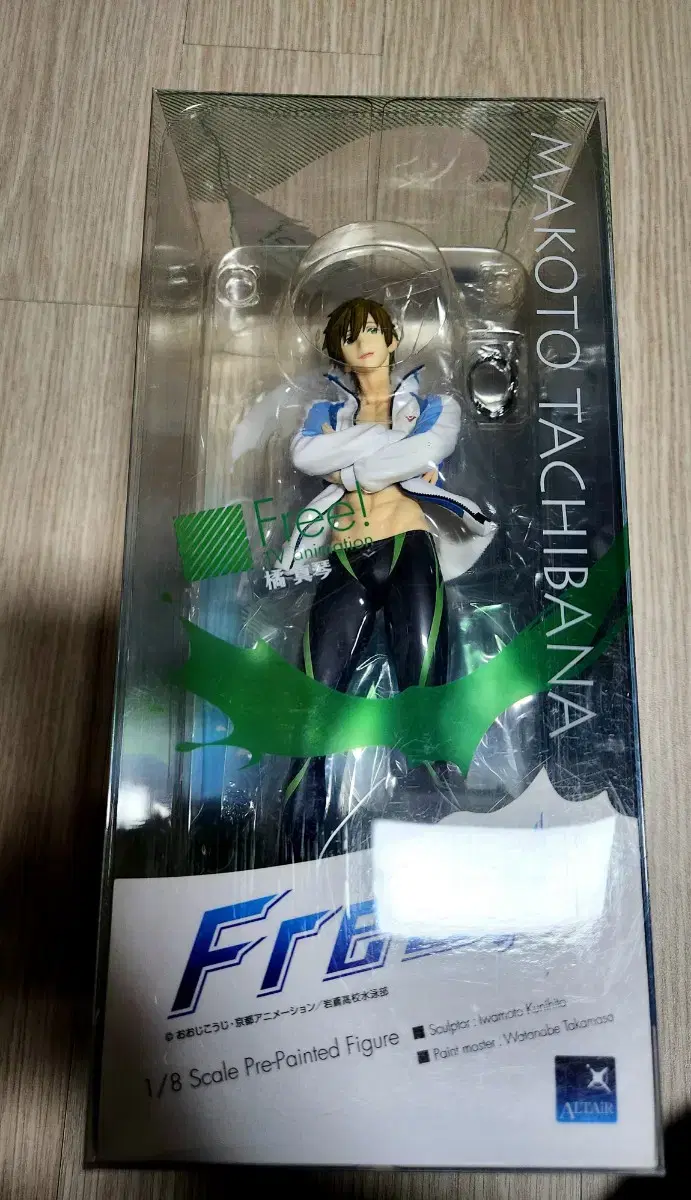 MAKOTO TACHIBANA
Free!
TV animation
橘 真琴
© おおじこうじ・京都アニメーション／岩鳶高校水泳部
1/8 Scale Pre-Painted Figure
■ Sculptor : Iwamoto Kunihito
■ Paint master : Watanabe Takamasa
ALTAiR